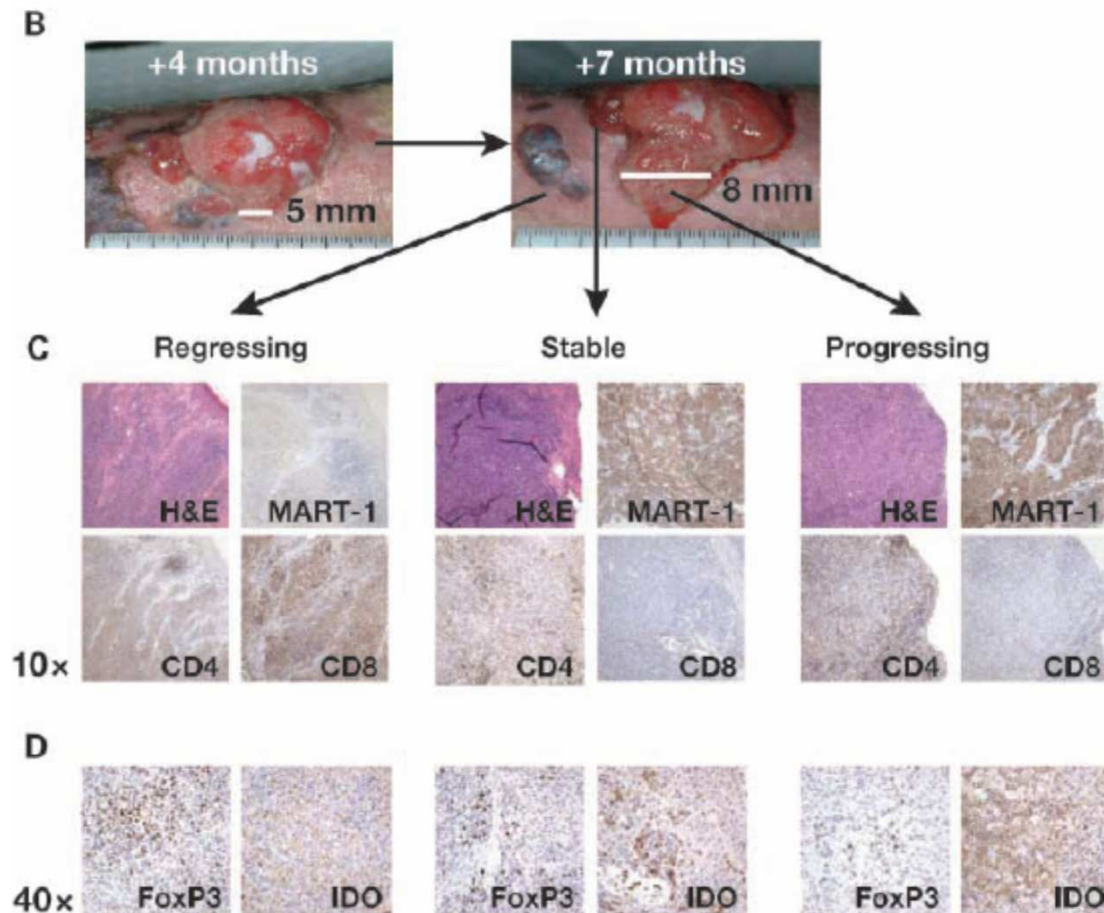 B
+4 months
+7 months
5 mm
8 mm
C
Regressing
Stable
Progressing
H&E
MART-1
H&E
MART-1
H&E
MART-1
10×
CD4
CD8
CD4
CD8
CD4
CD8
D
40×
FoxP3
IDO
FoxP3
IDO
FoxP3
IDO